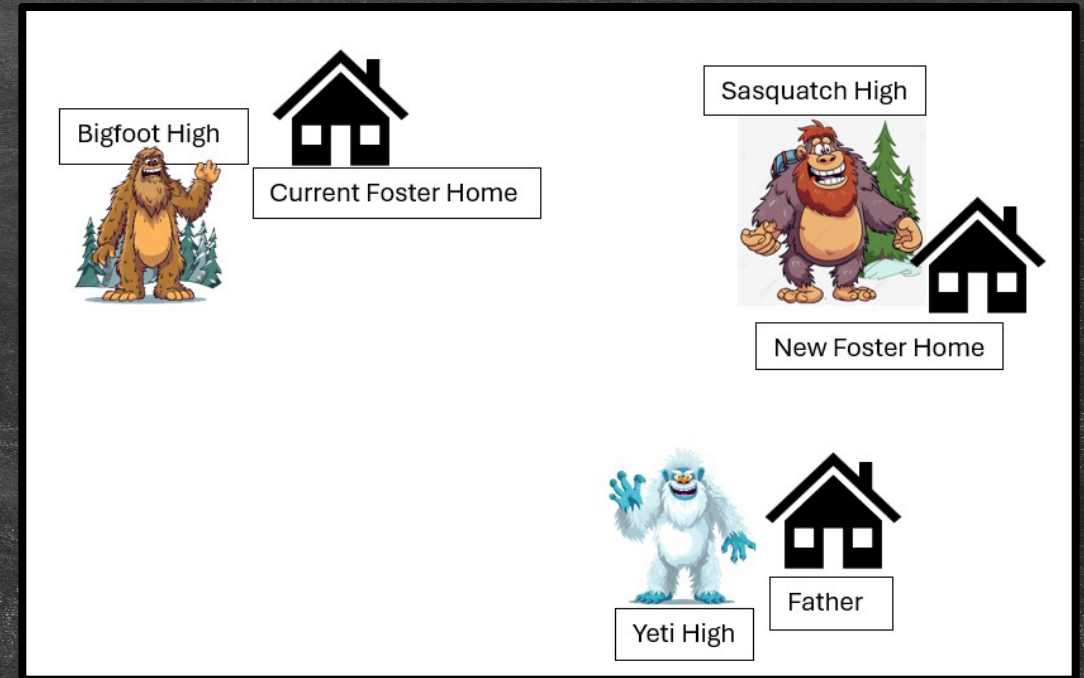 Bigfoot High
Current Foster Home
Sasquatch High
New Foster Home
Yeti High
Father